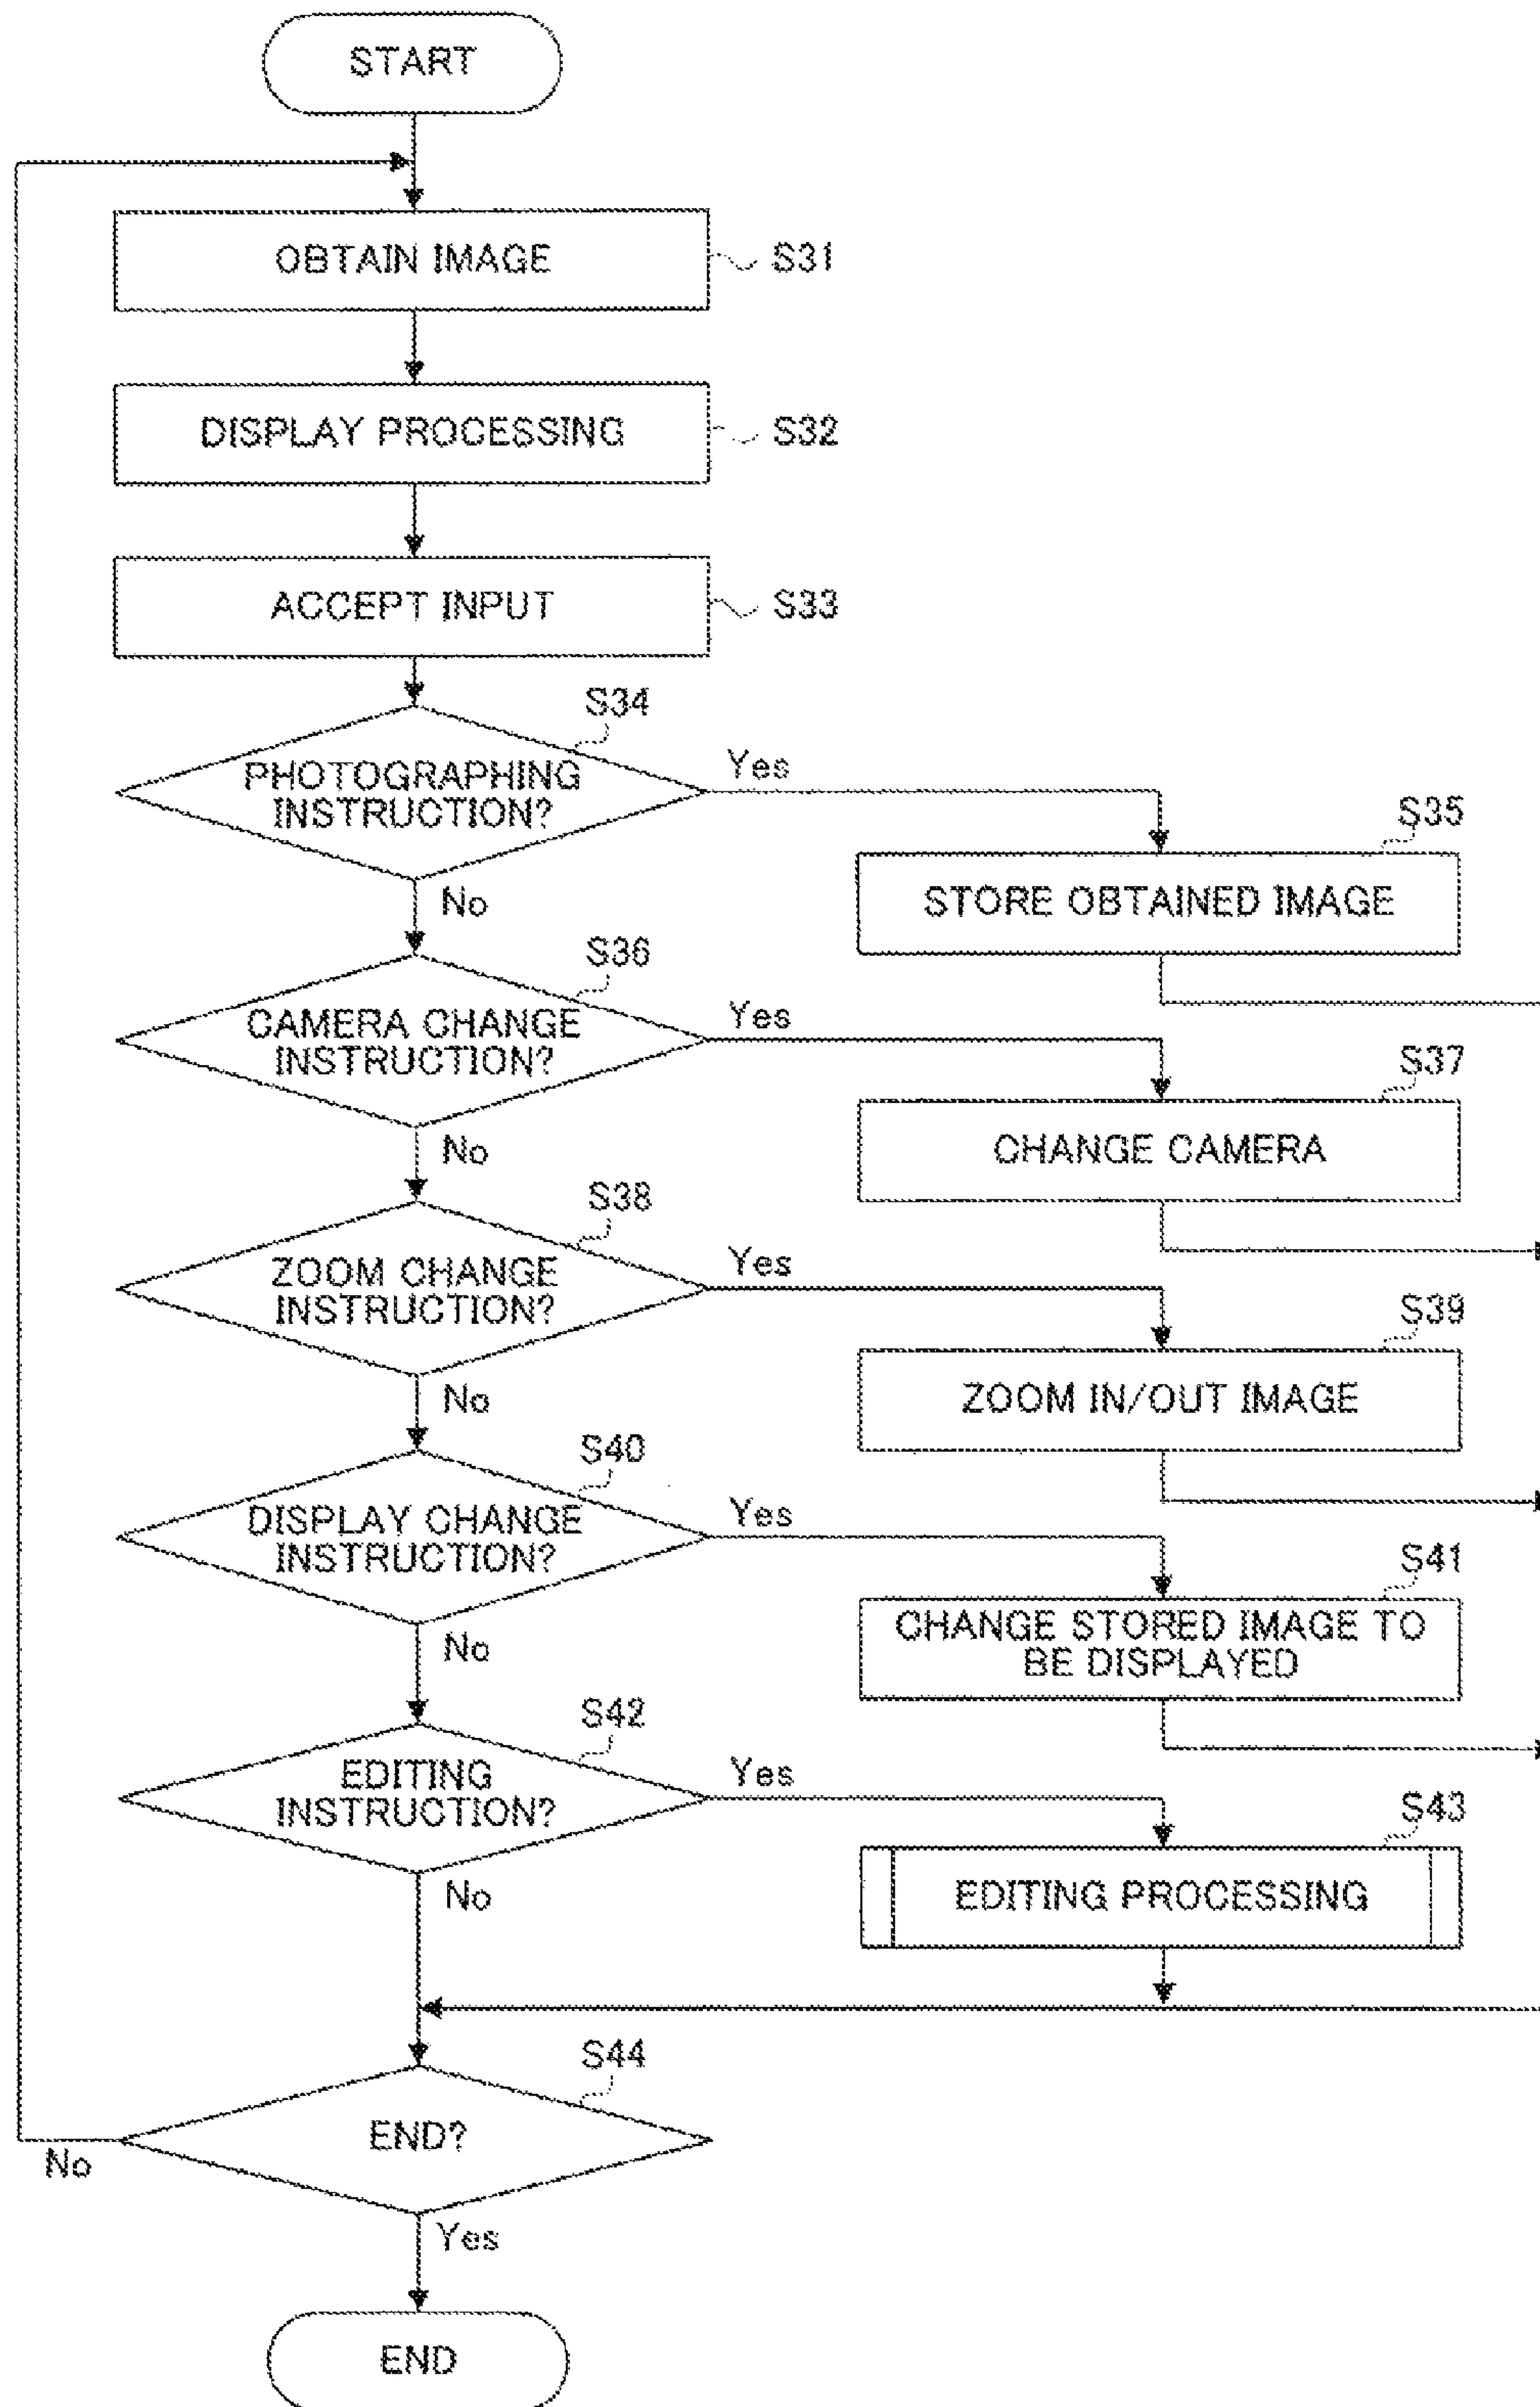 START
OBTAIN IMAGE
S31
DISPLAY PROCESSING
S32
ACCEPT INPUT
S33
S34
PHOTOGRAPHING
INSTRUCTION?
Yes
No
S35
STORE OBTAINED IMAGE
S36
CAMERA CHANGE
INSTRUCTION?
Yes
No
S37
CHANGE CAMERA
S38
ZOOM CHANGE
INSTRUCTION?
Yes
No
S39
ZOOM IN/OUT IMAGE
S40
DISPLAY CHANGE
INSTRUCTION?
Yes
No
S41
CHANGE STORED IMAGE TO
BE DISPLAYED
S42
EDITING
INSTRUCTION?
Yes
No
S43
EDITING PROCESSING
S44
END?
No
Yes
END